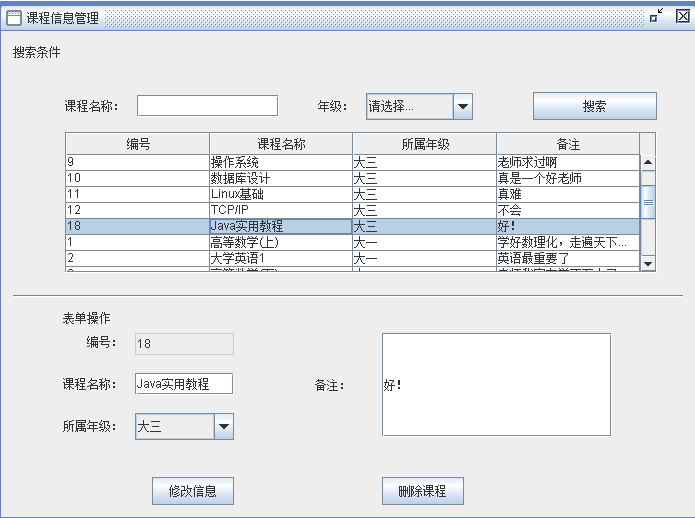 课程信息管理
搜索条件
课程名称： 年级： 请选择... 搜索
编号 课程名称 所属年级 备注
9 操作系统 大三 老师求过啊
10 数据库设计 大三 真是一个好老师
11 Linux基础 大三 真难
12 TCP/IP 大三 不会
18 Java实用教程 大三 好！
1 高等数学(上) 大一 学好数理化，走遍天下...
2 大学英语1 大一 英语最重要了
表单操作
编号： 18
课程名称： Java实用教程 备注： 好！
所属年级： 大三
修改信息 删除课程